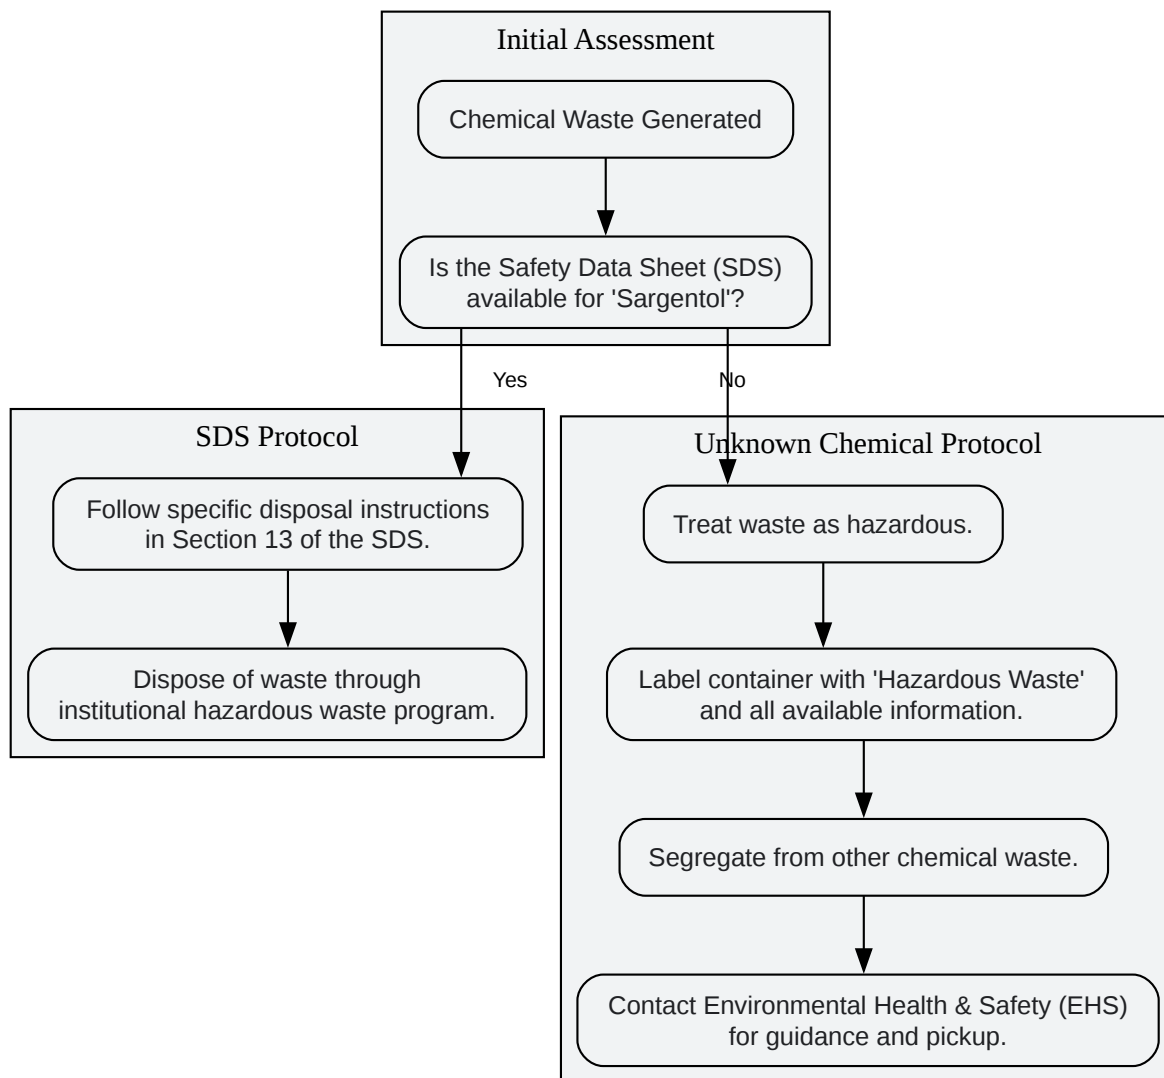 Initial Assessment
Chemical Waste Generated
Is the Safety Data Sheet (SDS)
available for 'Sargentol'?
Yes
No
SDS Protocol
Follow specific disposal instructions
in Section 13 of the SDS.
Dispose of waste through
institutional hazardous waste program.
Unknown Chemical Protocol
Treat waste as hazardous.
Label container with 'Hazardous Waste'
and all available information.
Segregate from other chemical waste.
Contact Environmental Health & Safety (EHS)
for guidance and pickup.